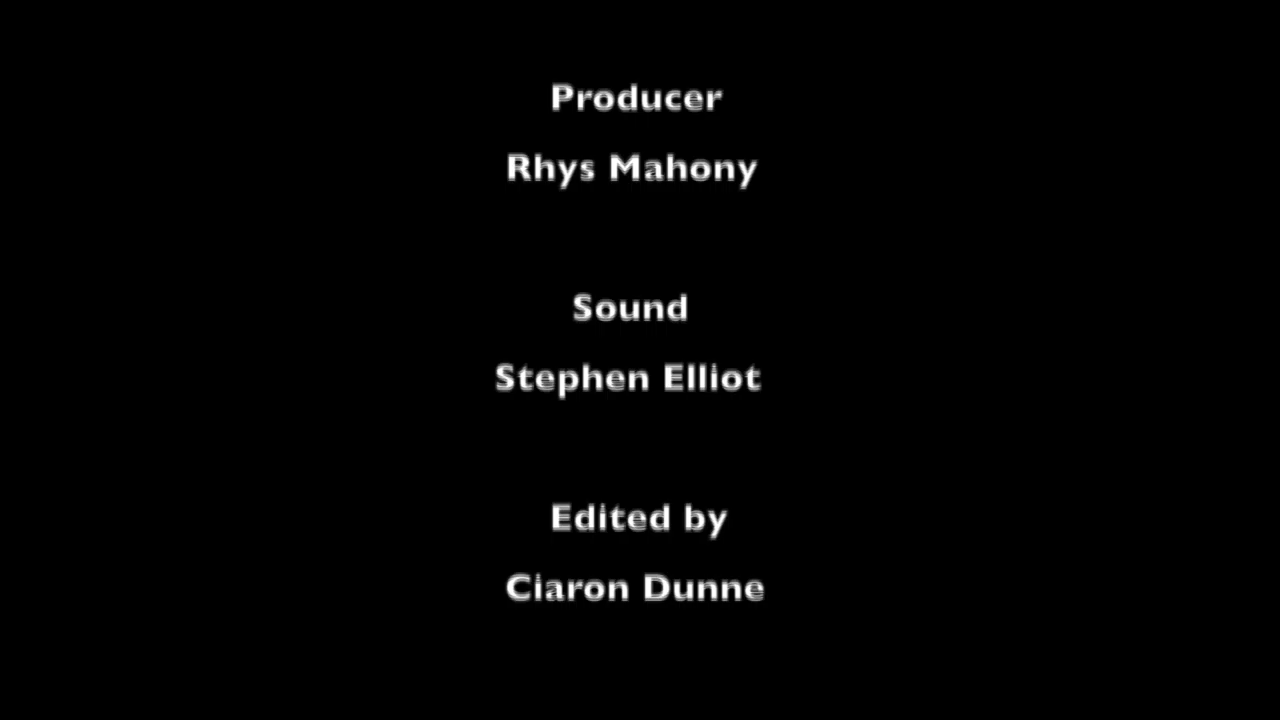 Producer
Rhys Mahony
Sound
Stephen Elliot
Edited by
Ciaron Dunne